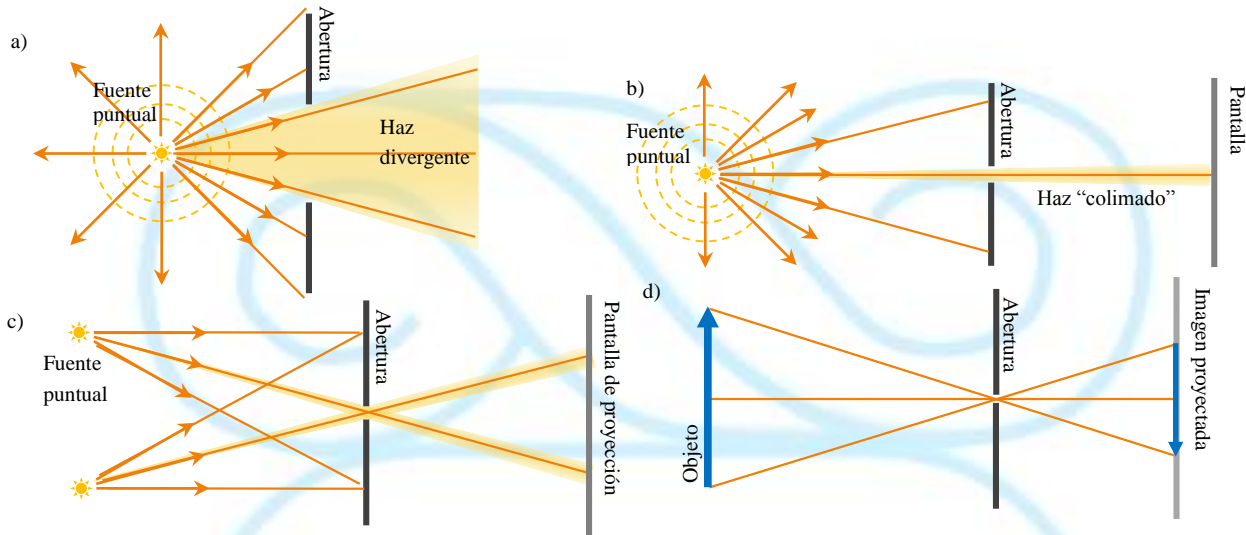 a)
Fuente
puntual
Abertura
Haz
divergente
b)
Fuente
puntual
Abertura
Haz “colimado”
Pantalla
c)
Fuente
puntual
Abertura
Pantalla de proyección
d)
Objeto
Abertura
Imagen proyectada